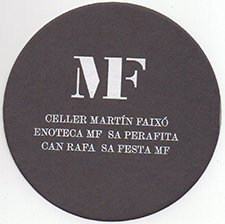 MF
CELLER MARTÍN FAIXÓ
ENOTECA MF SA PERAFITA
CAN RAFA SA FESTA MF